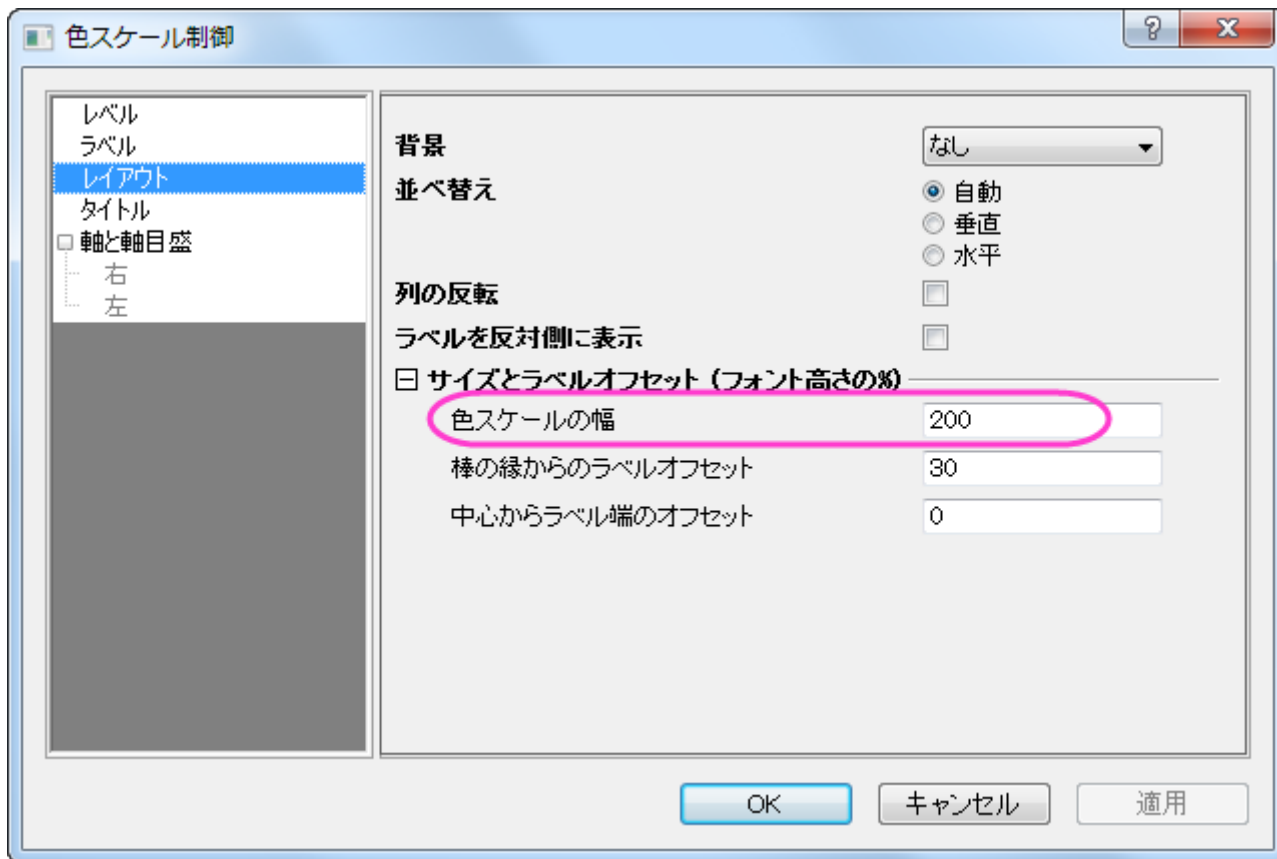 色スケール制御
レベル
ラベル
レイアウト
タイトル
軸と軸目盛
右
左
背景 なし
並べ替え 自動
垂直
水平
列の反転
ラベルを反対側に表示
サイズとラベルオフセット (フォント高さの%)
色スケールの幅 200
棒の縁からのラベルオフセット 30
中心からラベル端のオフセット 0
OK キャンセル 適用